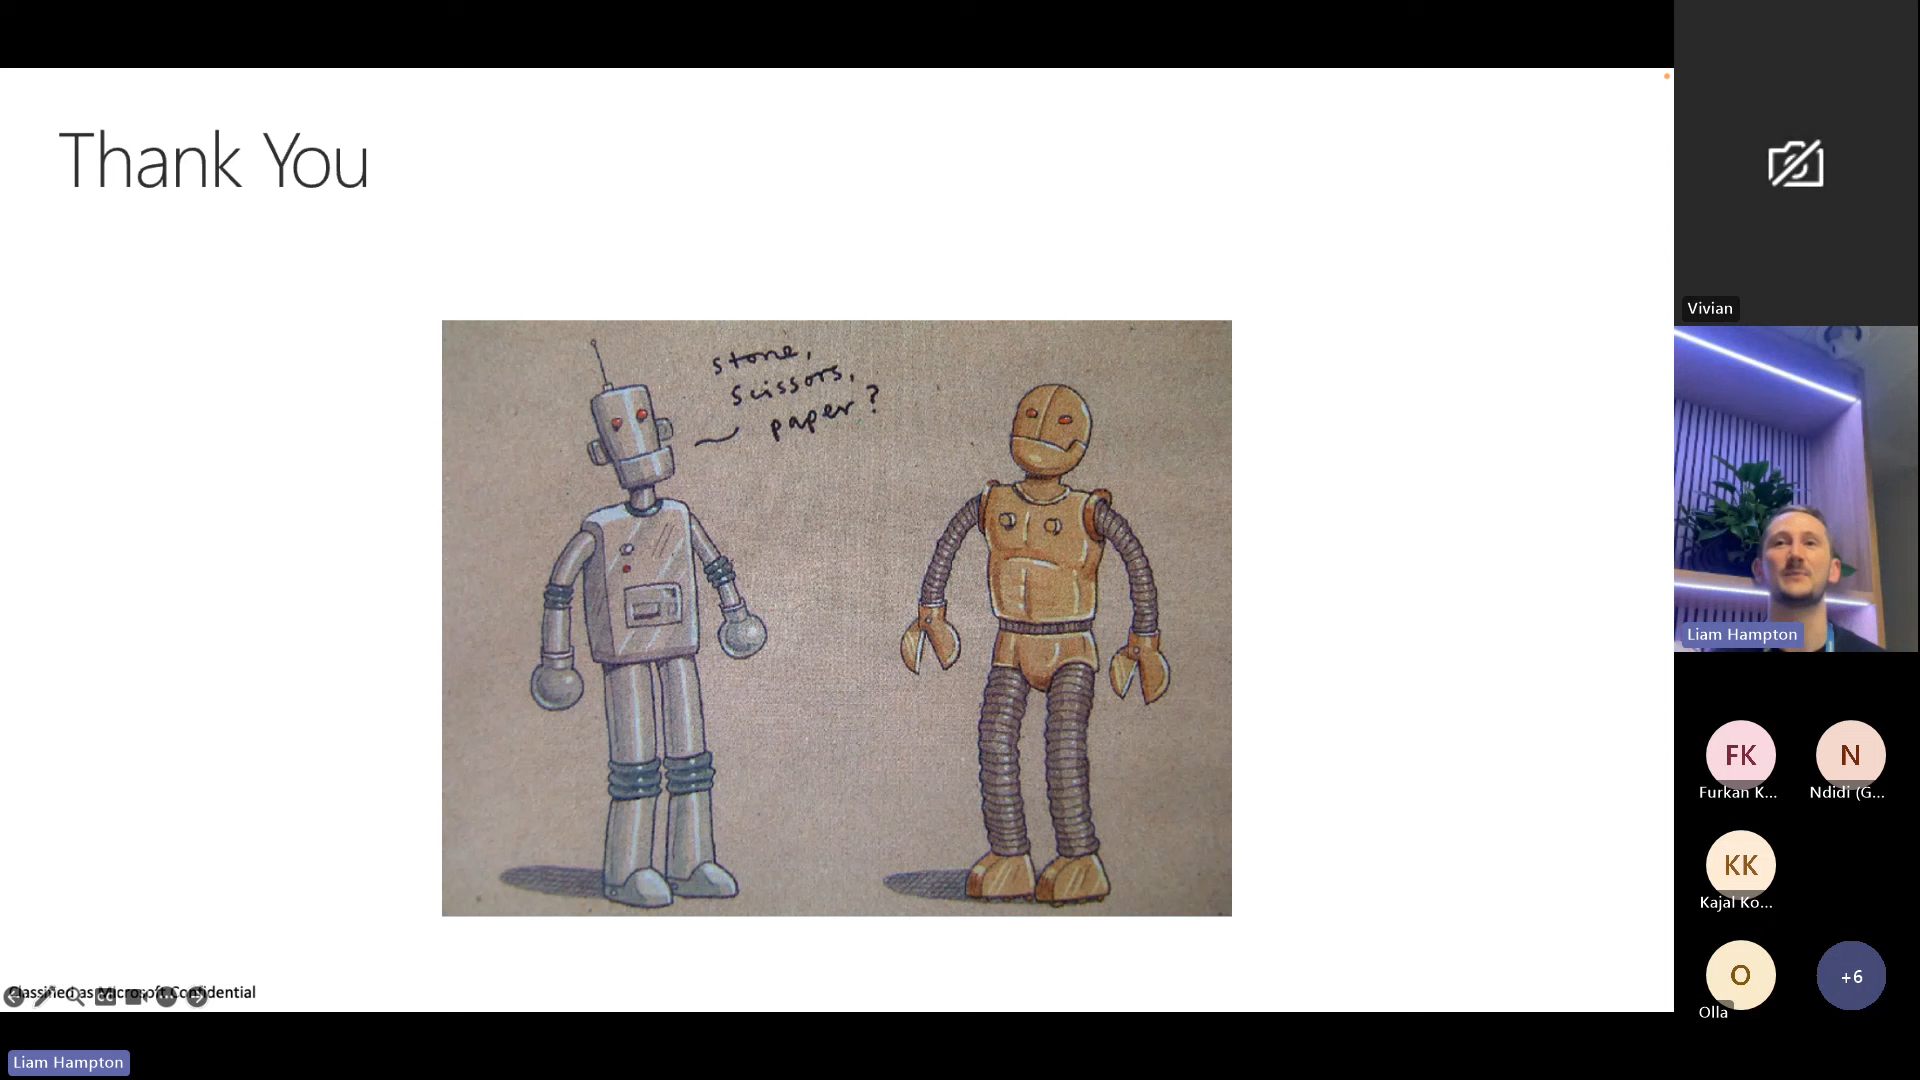 Thank You
stone,
scissors,
paper?
Classified as Microsoft Confidential
Liam Hampton
Vivian
Liam Hampton
FK
Furkan K...
N
Ndidi (G...
KK
Kajal Ko...
O
Olla
+6